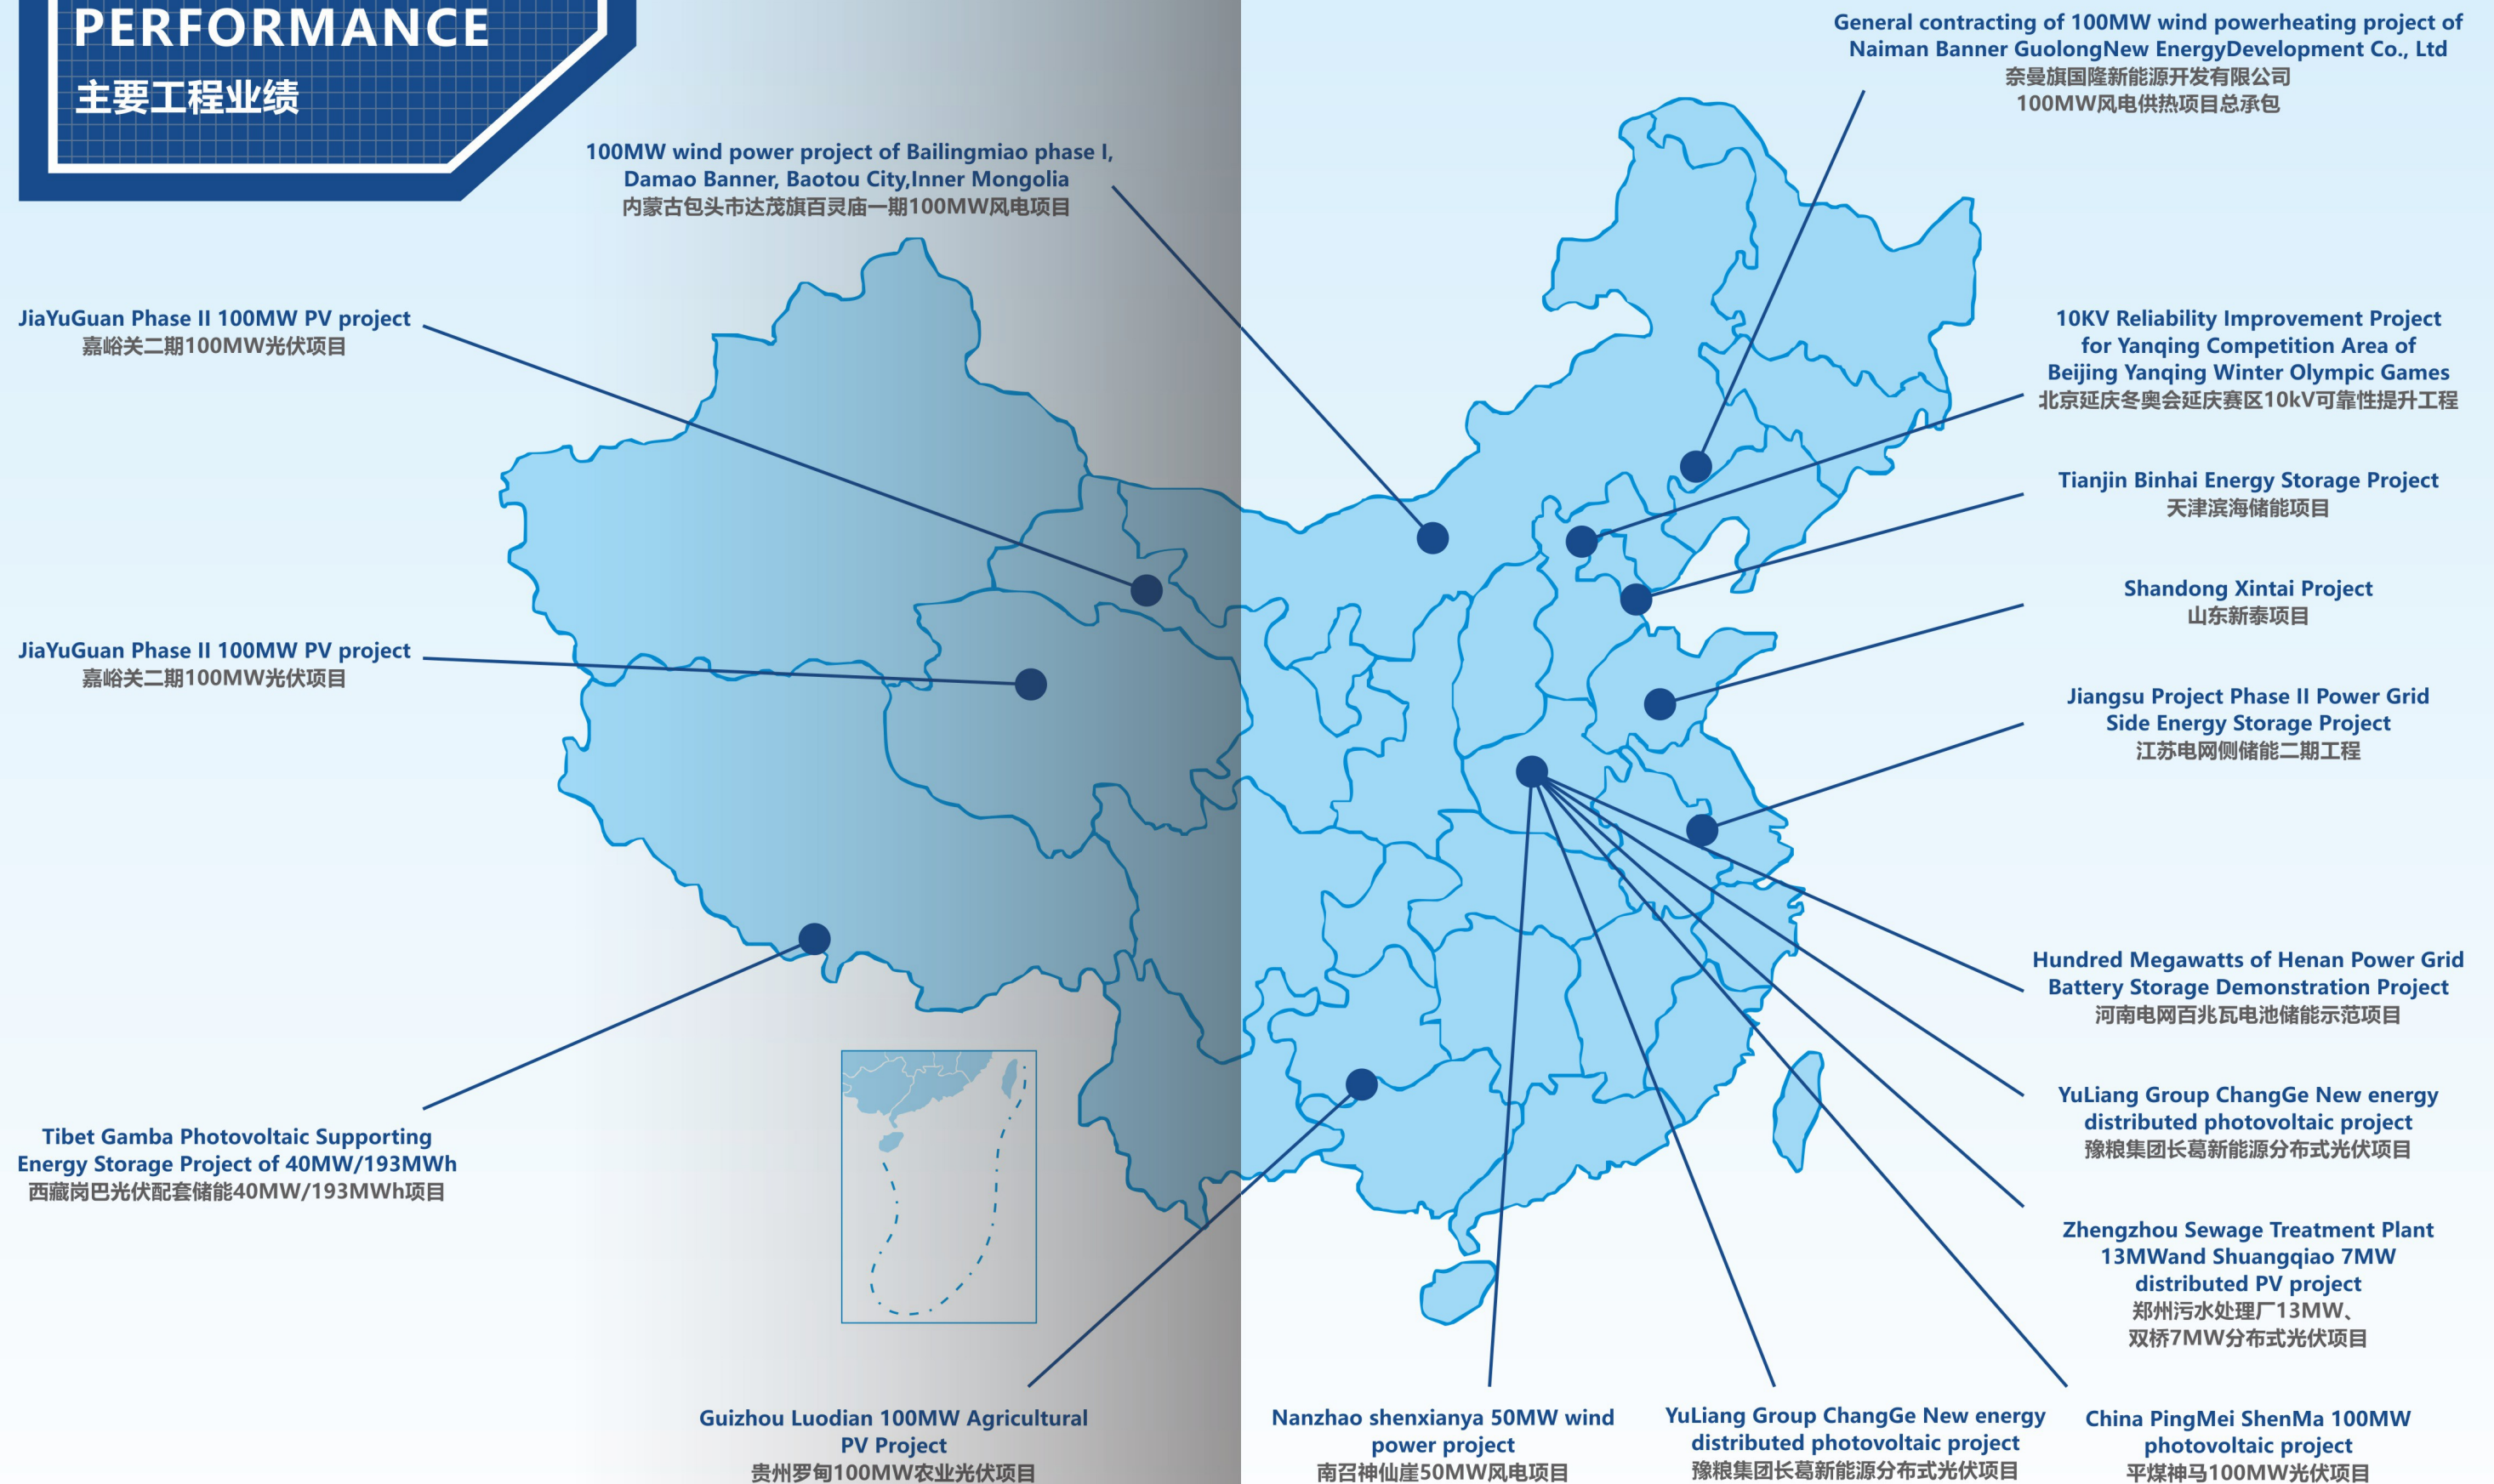 PERFORMANCE
主要工程业绩
General contracting of 100MW wind powerheating project of
Naiman Banner GuolongNew EnergyDevelopment Co., Ltd
奈曼旗国隆新能源开发有限公司
100MW风电供热项目总承包
100MW wind power project of Bailingmiao phase I,
Damao Banner, Baotou City,Inner Mongolia
内蒙古包头市达茂旗百灵庙一期100MW风电项目
JiaYuGuan Phase II 100MW PV project
嘉峪关二期100MW光伏项目
10KV Reliability Improvement Project
for Yanqing Competition Area of
Beijing Yanqing Winter Olympic Games
北京延庆冬奥会延庆赛区10kV可靠性提升工程
Tianjin Binhai Energy Storage Project
天津滨海储能项目
Shandong Xintai Project
山东新泰项目
JiaYuGuan Phase II 100MW PV project
嘉峪关二期100MW光伏项目
Jiangsu Project Phase II Power Grid
Side Energy Storage Project
江苏电网侧储能二期工程
Hundred Megawatts of Henan Power Grid
Battery Storage Demonstration Project
河南电网百兆瓦电池储能示范项目
YuLiang Group ChangGe New energy
distributed photovoltaic project
豫粮集团长葛新能源分布式光伏项目
Tibet Gamba Photovoltaic Supporting
Energy Storage Project of 40MW/193MWh
西藏岗巴光伏配套储能40MW/193MWh项目
Zhengzhou Sewage Treatment Plant
13MWand Shuangqiao 7MW
distributed PV project
郑州污水处理厂13MW、
双桥7MW分布式光伏项目
Guizhou Luodian 100MW Agricultural
PV Project
贵州罗甸100MW农业光伏项目
Nanzhao shenxianya 50MW wind
power project
南召神仙崖50MW风电项目
YuLiang Group ChangGe New energy
distributed photovoltaic project
豫粮集团长葛新能源分布式光伏项目
China PingMei ShenMa 100MW
photovoltaic project
平煤神马100MW光伏项目